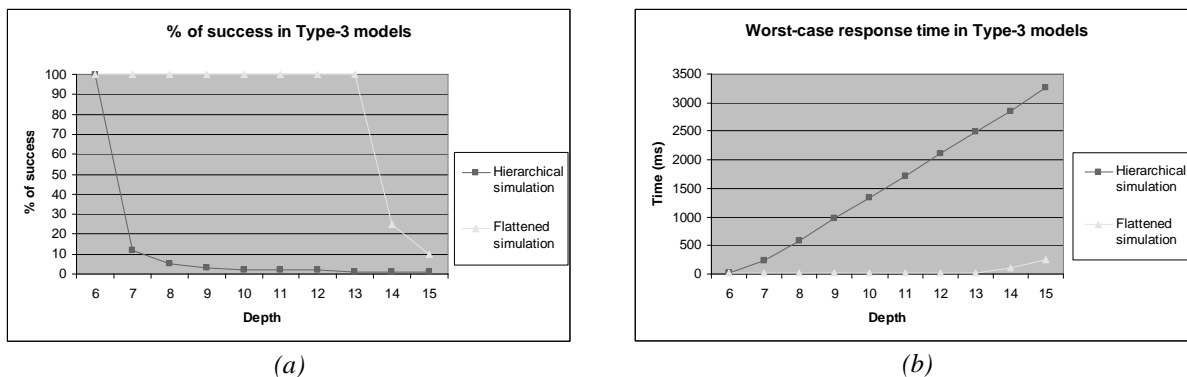 % of success in Type-3 models
100
90
80
70
60
50
40
30
20
10
0
% of success
6 7 8 9 10 11 12 13 14 15
Depth
Hierarchical
simulation
Flattened
simulation
(a)
Worst-case response time in Type-3 models
3500
3000
2500
2000
1500
1000
500
0
Time (ms)
6 7 8 9 10 11 12 13 14 15
Depth
Hierarchical
simulation
Flattened
simulation
(b)